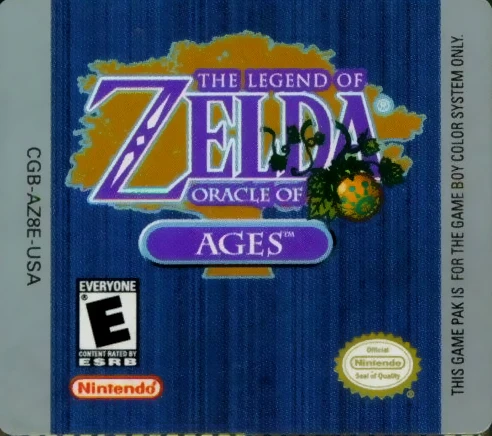 THE LEGEND OF
ZELDA®
ORACLE OF
AGES™
CGB-AZ8E-USA
THIS GAME PAK IS FOR THE GAME BOY COLOR SYSTEM ONLY.
EVERYONE
E®
CONTENT RATED BY
ESRB
Nintendo®
Official
Nintendo
Seal of Quality
®